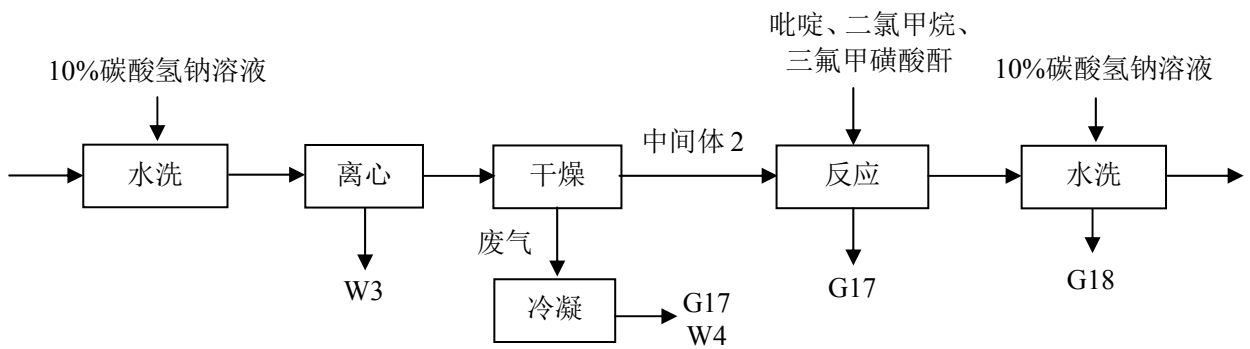 吡啶、二氯甲烷、
三氟甲磺酸酐
10%碳酸氢钠溶液
10%碳酸氢钠溶液
水洗
离心
干燥
中间体 2
反应
水洗
废气
W3
冷凝
G17
W4
G17
G18